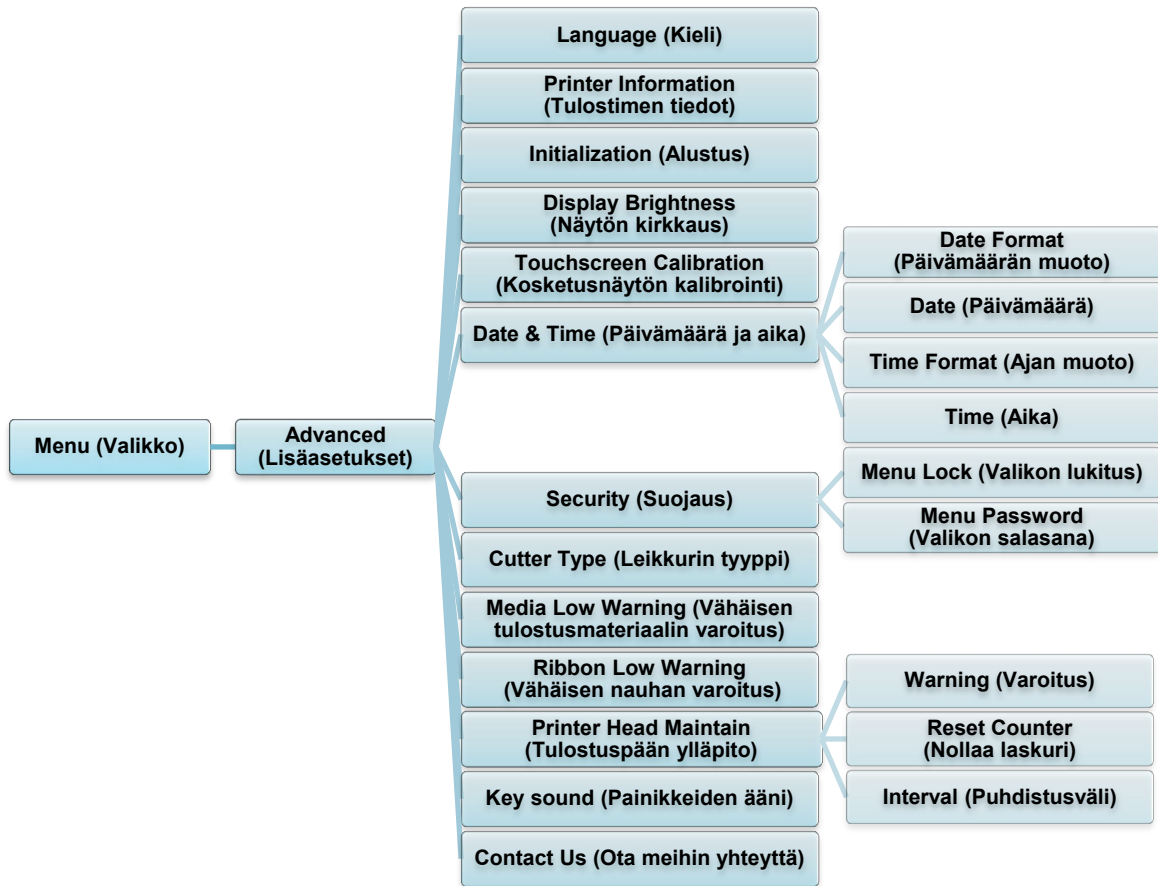 Menu (Valikko)
Advanced
(Lisäasetukset)
Language (Kieli)
Printer Information
(Tulostimen tiedot)
Initialization (Alustus)
Display Brightness
(Näytön kirkkaus)
Touchscreen Calibration
(Kosketusnäytön kalibrointi)
Date & Time (Päivämäärä ja aika)
Date Format
(Päivämäärän muoto)
Date (Päivämäärä)
Time Format (Ajan muoto)
Time (Aika)
Security (Suojaus)
Menu Lock (Valikon lukitus)
Menu Password
(Valikon salasana)
Cutter Type (Leikkurin tyyppi)
Media Low Warning (Vähäisen
tulostusmateriaalin varoitus)
Ribbon Low Warning
(Vähäisen nauhan varoitus)
Printer Head Maintain
(Tulostuspään ylläpito)
Warning (Varoitus)
Reset Counter
(Nollaa laskuri)
Interval (Puhdistusväli)
Key sound (Painikkeiden ääni)
Contact Us (Ota meihin yhteyttä)